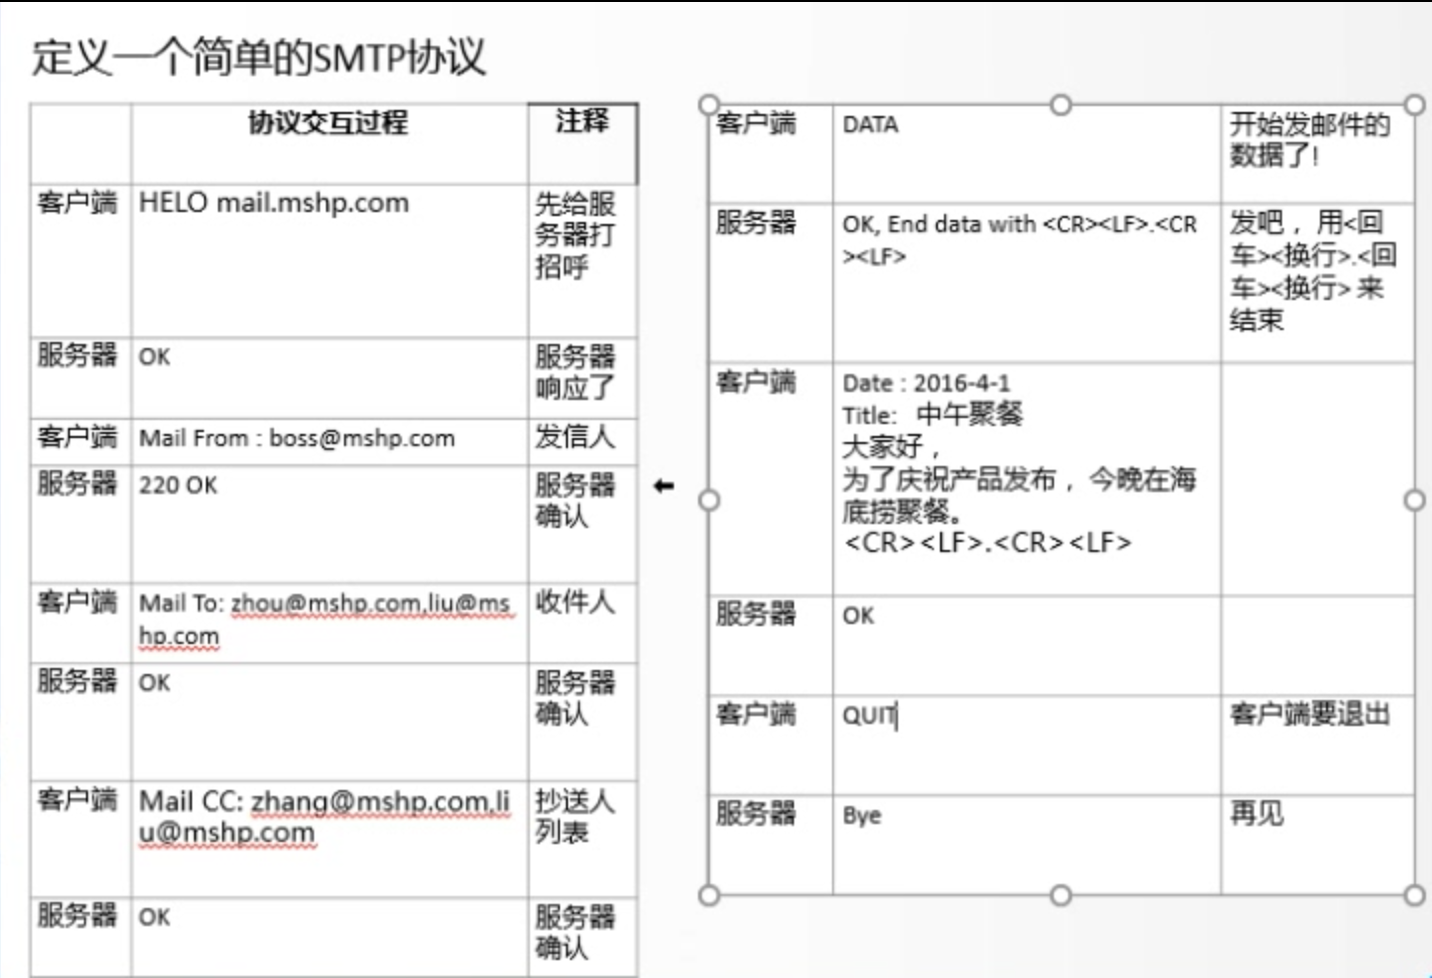 定义一个简单的SMTP协议
协议交互过程 注释
客户端 HELO mail.mshp.com 先给服
务器打
招呼
服务器 OK 服务器
响应了
客户端 Mail From : boss@mshp.com 发信人
服务器 220 OK 服务器
确认
客户端 Mail To: zhou@mshp.com,liu@ms 收件人
hp.com
服务器 OK 服务器
确认
客户端 Mail CC: zhang@mshp.com,li 抄送人
u@mshp.com 列表
服务器 OK 服务器
确认
客户端 DATA 开始发邮件的
数据了!
服务器 OK, End data with <CR><LF>.<CR 发吧，用<回
><LF> 车><换行>.<回
车><换行> 来
结束
客户端 Date : 2016-4-1
Title: 中午聚餐
大家好，
为了庆祝产品发布，今晚在海
底捞聚餐。
<CR><LF>.<CR><LF>
服务器 OK
客户端 QUIT 客户端要退出
服务器 Bye 再见